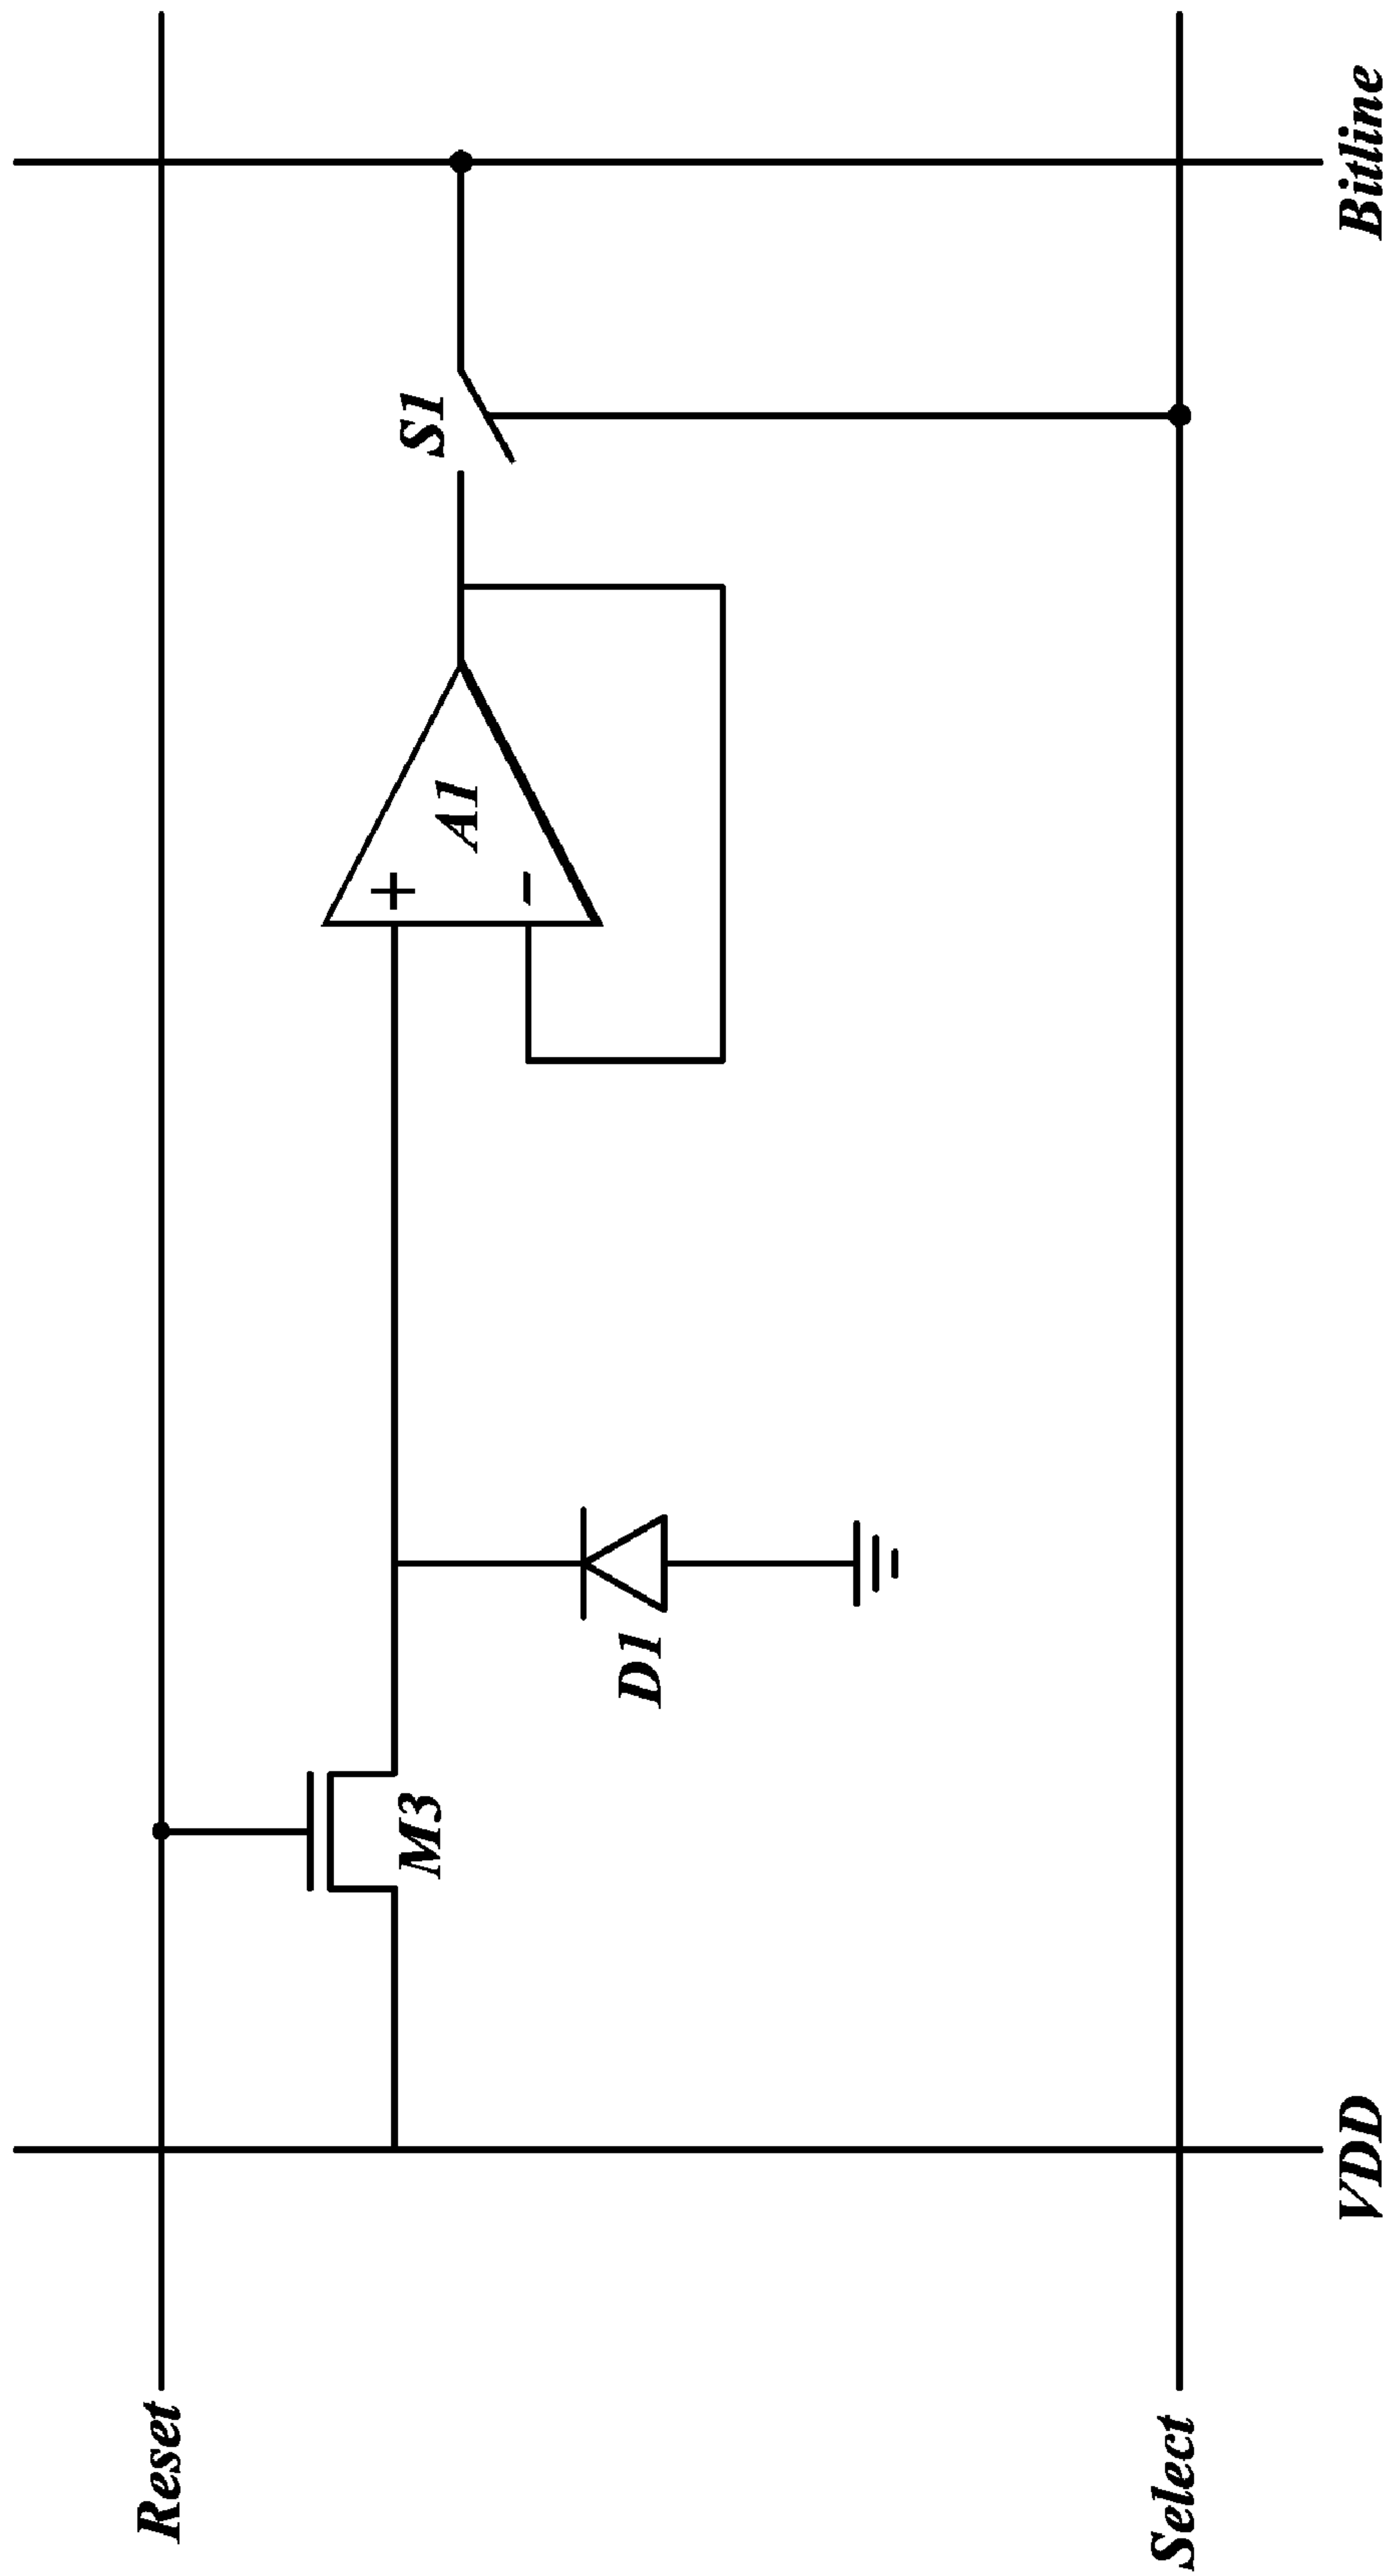 Reset
M3
D1
+
A1
-
S1
Select
VDD
Bitline